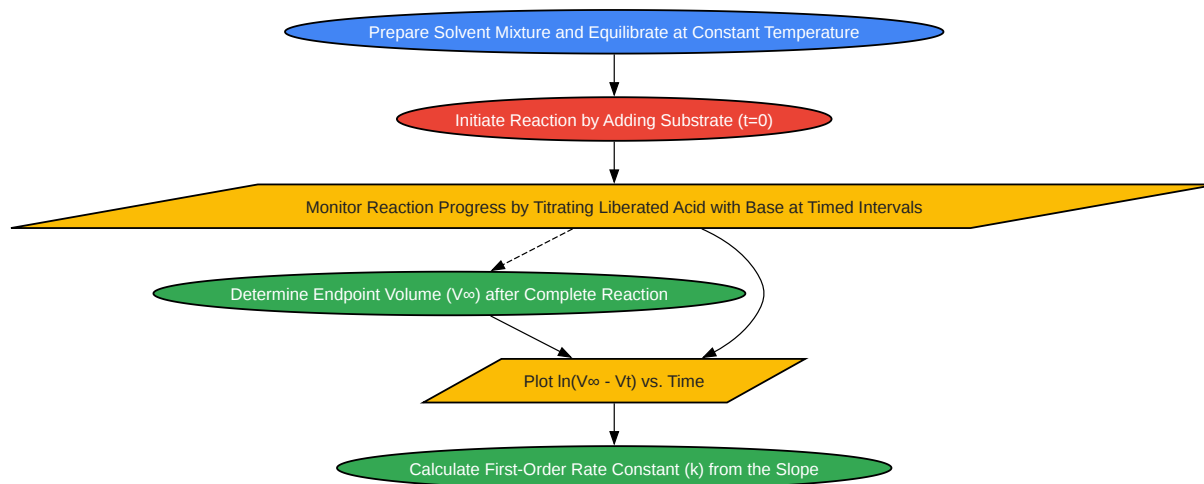 Prepare Solvent Mixture and Equilibrate at Constant Temperature
Initiate Reaction by Adding Substrate (t=0)
Monitor Reaction Progress by Titrating Liberated Acid with Base at Timed Intervals
Determine Endpoint Volume (V∞) after Complete Reaction
Plot ln(V∞ - Vt) vs. Time
Calculate First-Order Rate Constant (k) from the Slope